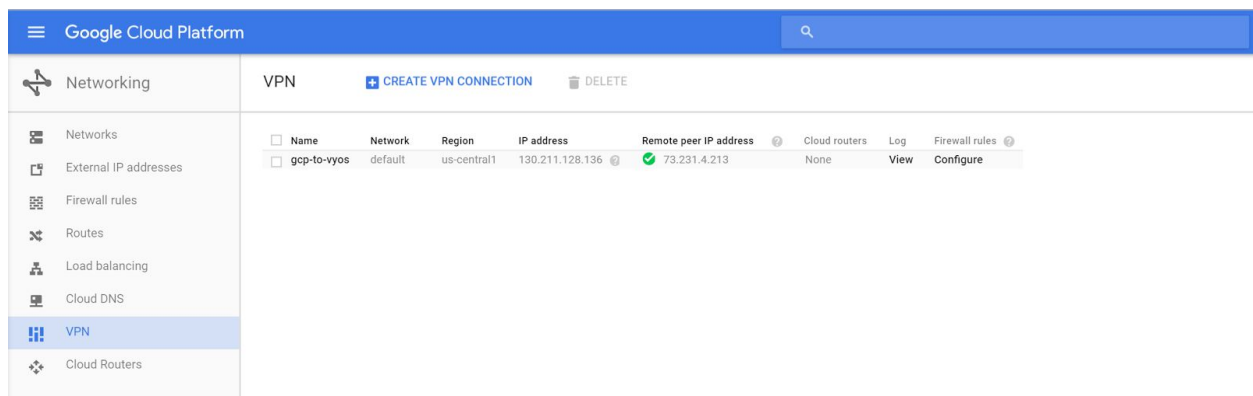 Google Cloud Platform
Networking
VPN CREATE VPN CONNECTION DELETE
Networks
External IP addresses
Firewall rules
Routes
Load balancing
Cloud DNS
VPN
Cloud Routers
Name Network Region IP address Remote peer IP address Cloud routers Log Firewall rules
gcp-to-vyos default us-central1 130.211.128.136 73.231.4.213 None View Configure